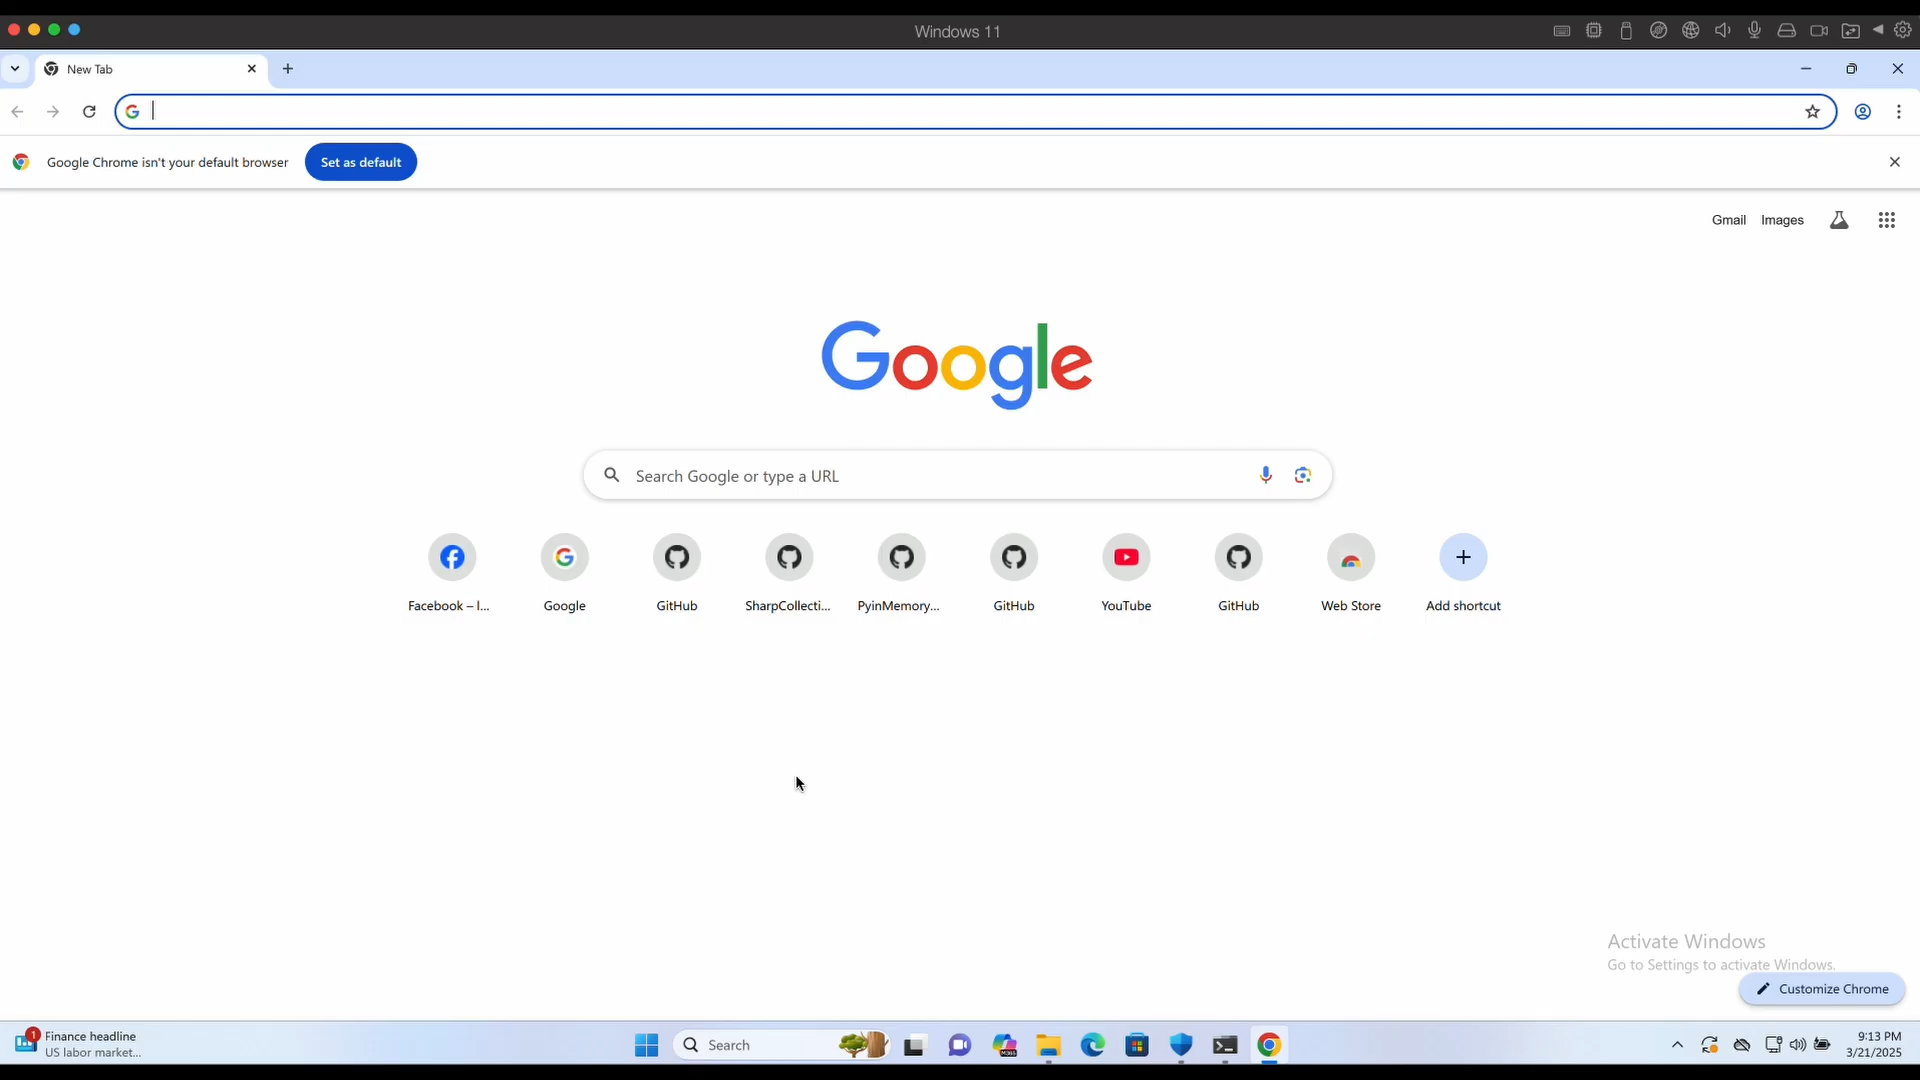 Windows 11
New Tab
Google Chrome isn't your default browser
Set as default
Gmail Images
Google
Search Google or type a URL
Facebook – l...
Google
GitHub
SharpCollecti...
PyinMemory...
GitHub
YouTube
GitHub
Web Store
Add shortcut
Activate Windows
Go to Settings to activate Windows.
Customize Chrome
1
Finance headline
US labor market...
Search
M365
9:13 PM
3/21/2025